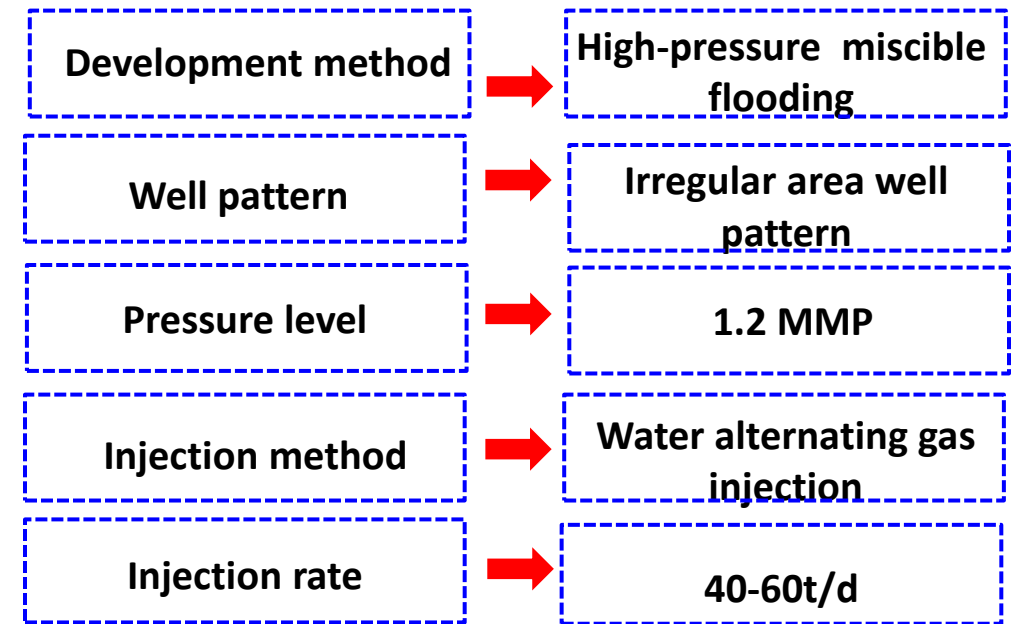 Development method
High-pressure miscible
flooding
Well pattern
Irregular area well
pattern
Pressure level
1.2 MMP
Injection method
Water alternating gas
injection
Injection rate
40-60t/d